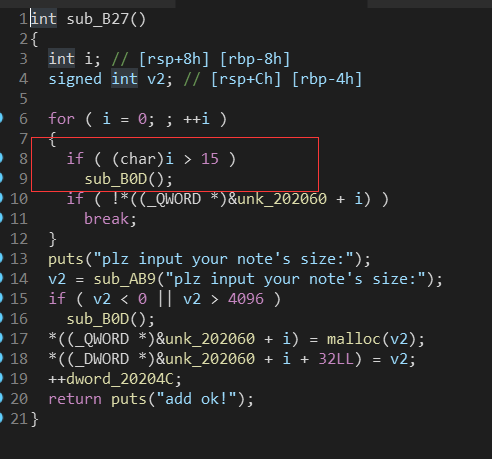 1 int sub_B27()
2 {
3   int i; // [rsp+8h] [rbp-8h]
4   signed int v2; // [rsp+Ch] [rbp-4h]
5
6   for ( i = 0; ; ++i )
7   {
8     if ( (char)i > 15 )
9       sub_B0D();
10     if ( !*((_QWORD *)&unk_202060 + i) )
11       break;
12   }
13   puts("plz input your note's size:");
14   v2 = sub_AB9("plz input your note's size:");
15   if ( v2 < 0 || v2 > 4096 )
16     sub_B0D();
17   *((_QWORD *)&unk_202060 + i) = malloc(v2);
18   *((_DWORD *)&unk_202060 + i + 32LL) = v2;
19   ++dword_20204C;
20   return puts("add ok!");
21 }